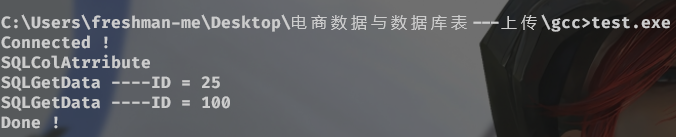 C:\Users\freshman-me\Desktop\电商数据与数据库表---上传\gcc>test.exe
Connected !
SQLColAtrribute
SQLGetData ----ID = 25
SQLGetData ----ID = 100
Done !